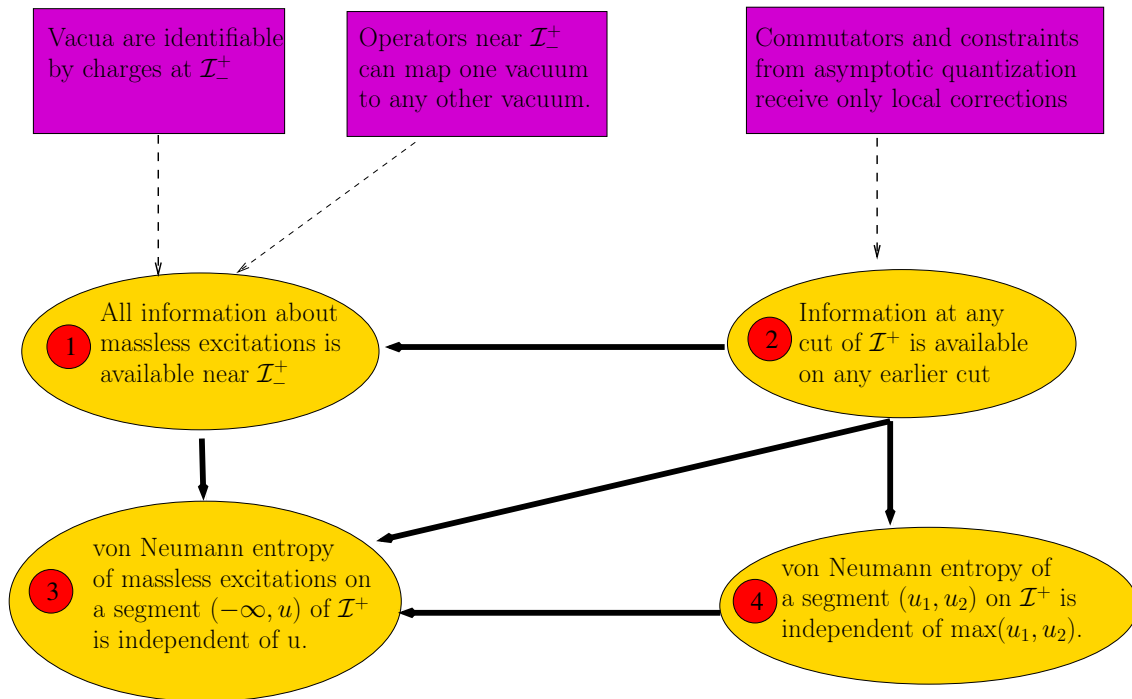 Vacua are identifiable
by charges at $\mathcal{I}^+_-$
Operators near $\mathcal{I}^+_-$
can map one vacuum
to any other vacuum.
Commutators and constraints
from asymptotic quantization
receive only local corrections
1
All information about
massless excitations is
available near $\mathcal{I}^+_-$
2
Information at any
cut of $\mathcal{I}^+$ is available
on any earlier cut
3
von Neumann entropy
of massless excitations on
a segment $(-\infty, u)$ of $\mathcal{I}^+$
is independent of u.
4
von Neumann entropy of
a segment $(u_1, u_2)$ on $\mathcal{I}^+$ is
independent of $\max(u_1, u_2)$.